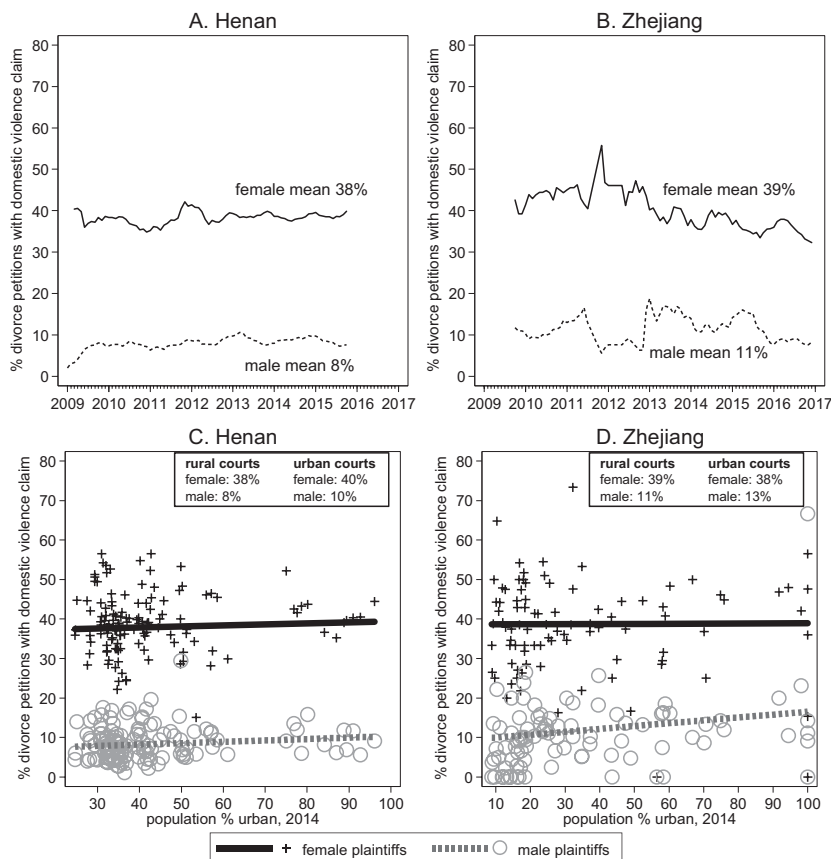 A. Henan
% divorce petitions with domestic violence claim
80
70
60
50
40
30
20
10
0
female mean 38%
male mean 8%
2009 2010 2011 2012 2013 2014 2015 2016 2017
B. Zhejiang
% divorce petitions with domestic violence claim
80
70
60
50
40
30
20
10
0
female mean 39%
male mean 11%
2009 2010 2011 2012 2013 2014 2015 2016 2017
C. Henan
% divorce petitions with domestic violence claim
80
70
60
50
40
30
20
10
0
rural courts urban courts
female: 38% female: 40%
male: 8% male: 10%
30 40 50 60 70 80 90 100
population % urban, 2014
D. Zhejiang
% divorce petitions with domestic violence claim
80
70
60
50
40
30
20
10
0
rural courts urban courts
female: 39% female: 38%
male: 11% male: 13%
10 20 30 40 50 60 70 80 90 100
population % urban, 2014
female plaintiffs male plaintiffs